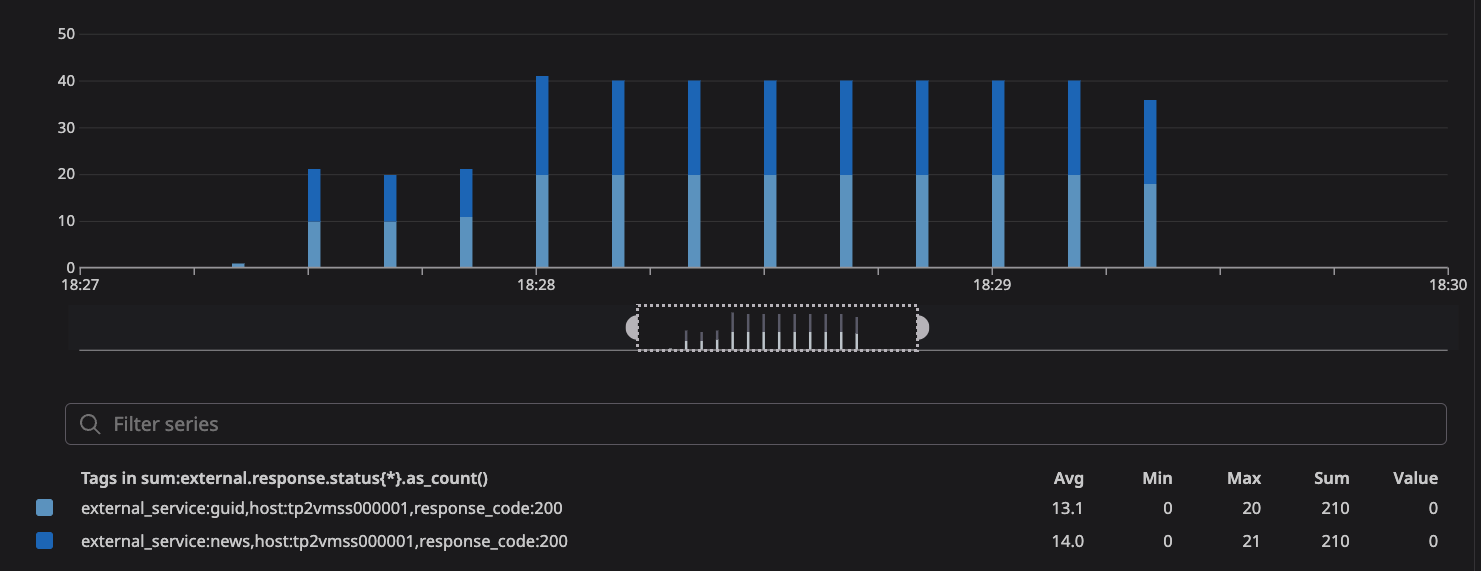 50
40
30
20
10
0
18:27 18:28 18:29 18:30
Filter series
Tags in sum:external.response.status{*}.as_count() Avg Min Max Sum Value
external_service:guid,host:tp2vmss000001,response_code:200 13.1 0 20 210 0
external_service:news,host:tp2vmss000001,response_code:200 14.0 0 21 210 0